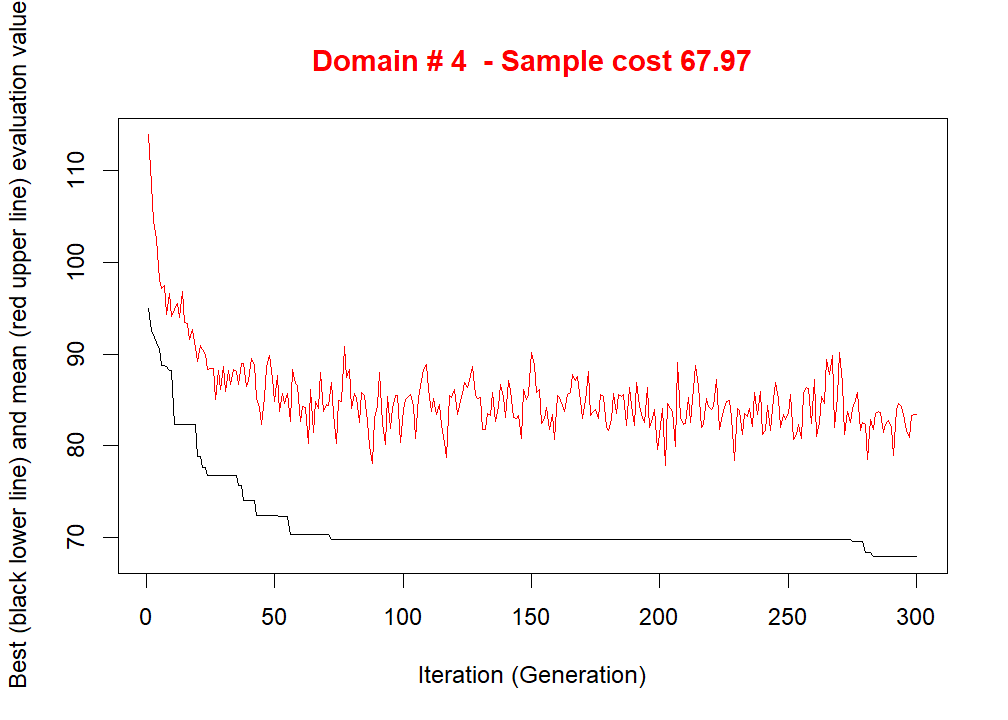 Domain # 4  - Sample cost 67.97
Best (black lower line) and mean (red upper line) evaluation value
110
100
90
80
70
0 50 100 150 200 250 300
Iteration (Generation)